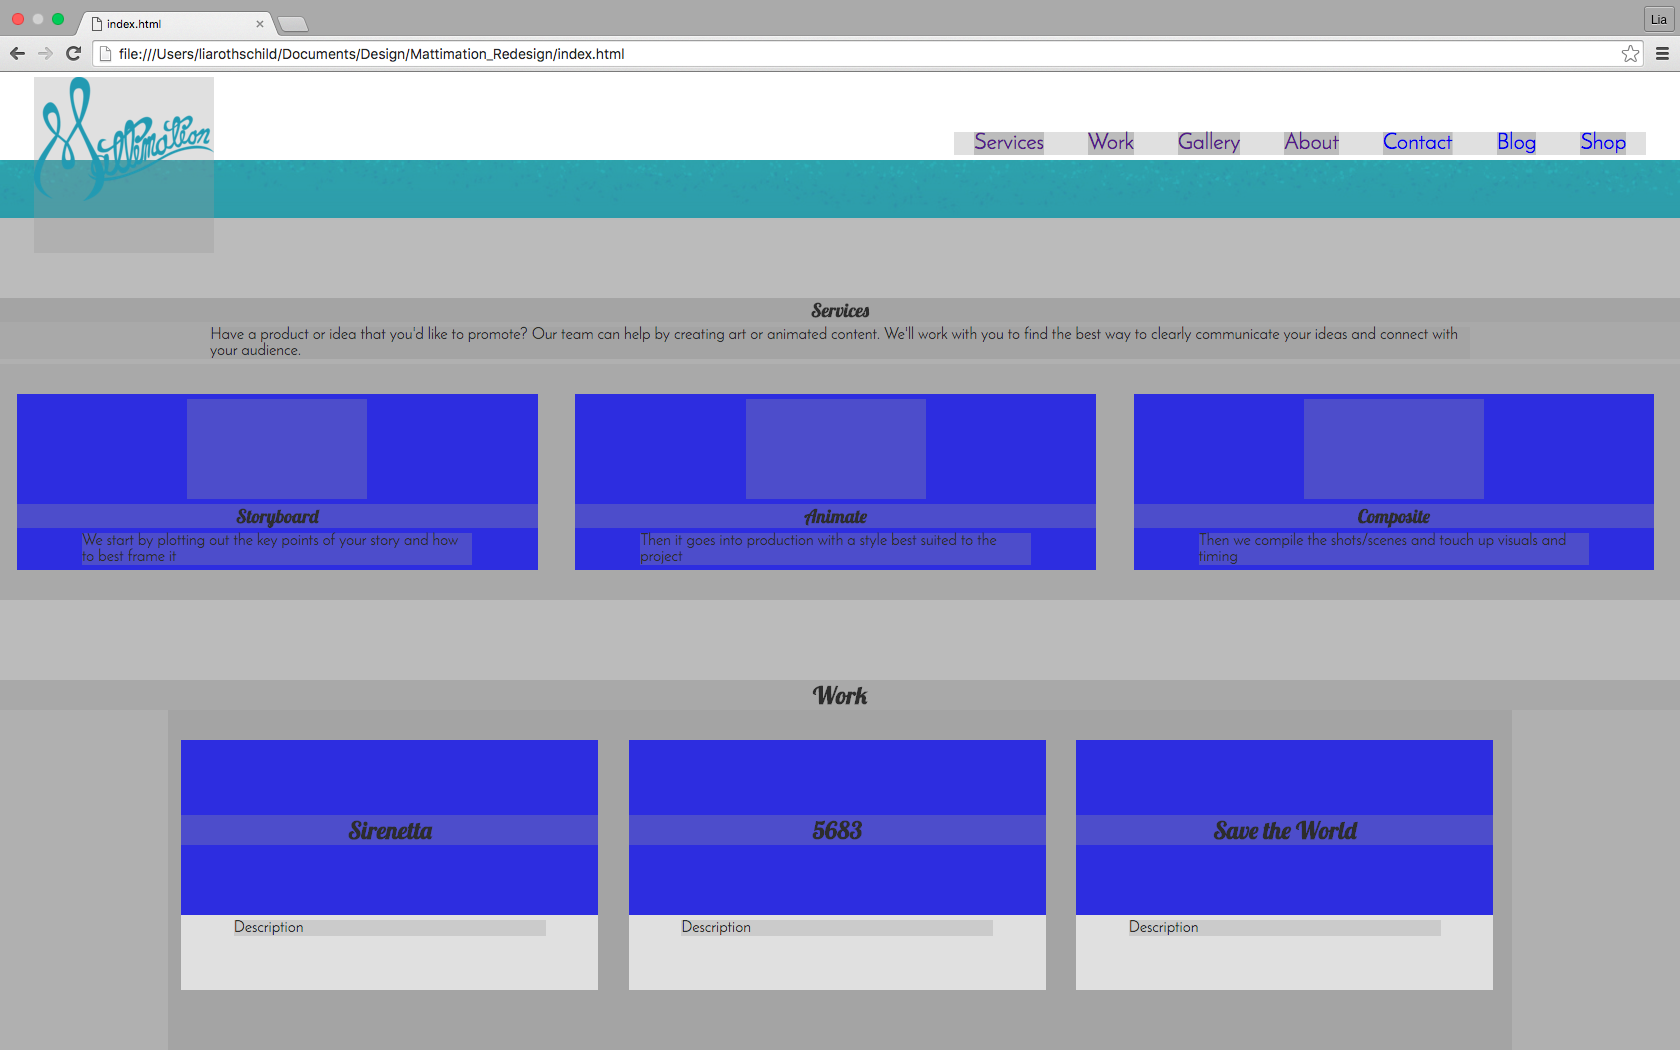 index.html
Lia
file:///Users/liarothschild/Documents/Design/Mattimation_Redesign/index.html
Mattimation
Services Work Gallery About Contact Blog Shop
Services
Have a product or idea that you'd like to promote? Our team can help by creating art or animated content. We'll work with you to find the best way to clearly communicate your ideas and connect with
your audience.
Storyboard
We start by plotting out the key points of your story and how
to best frame it
Animate
Then it goes into production with a style best suited to the
project
Composite
Then we compile the shots/scenes and touch up visuals and
timing
Work
Sirenetta
5683
Save the World
Description
Description
Description